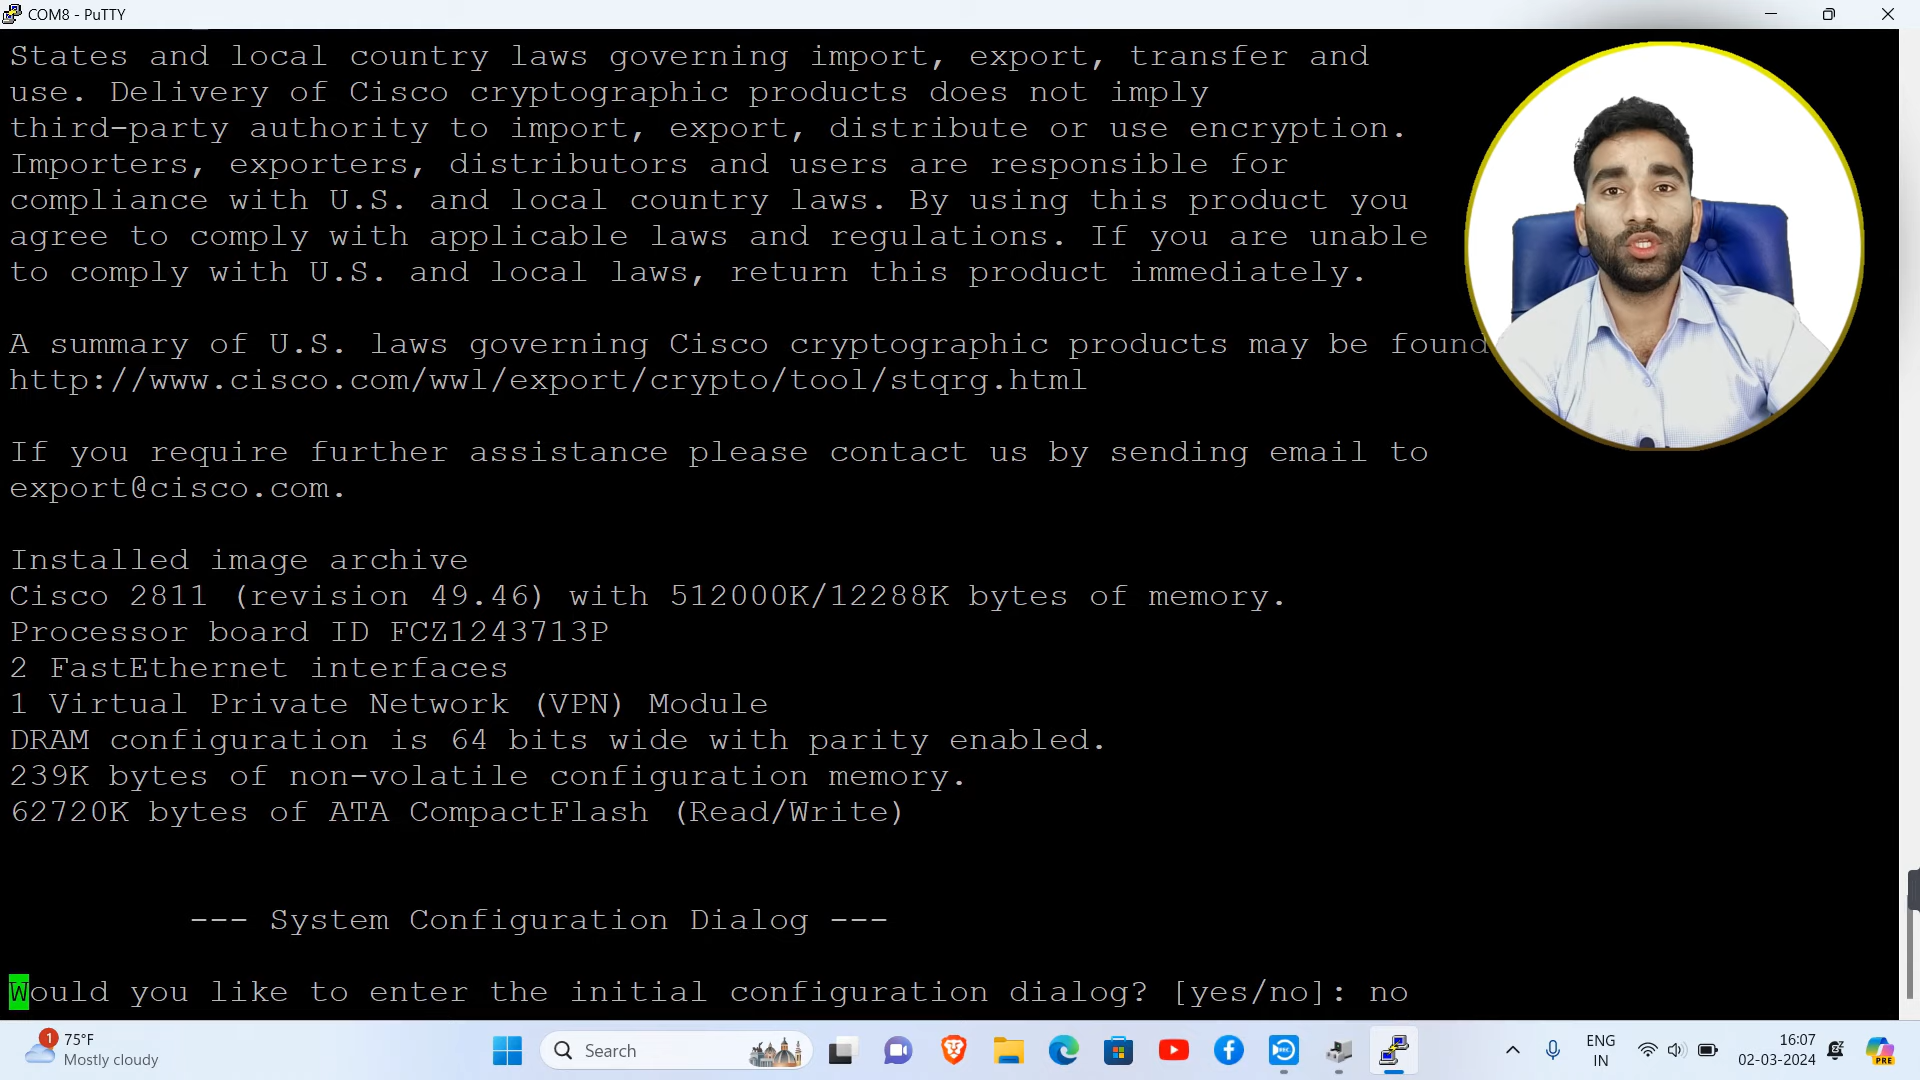 COM8 - PuTTY
States and local country laws governing import, export, transfer and
use. Delivery of Cisco cryptographic products does not imply
third-party authority to import, export, distribute or use encryption.
Importers, exporters, distributors and users are responsible for
compliance with U.S. and local country laws. By using this product you
agree to comply with applicable laws and regulations. If you are unable
to comply with U.S. and local laws, return this product immediately.
A summary of U.S. laws governing Cisco cryptographic products may be found
http://www.cisco.com/wwl/export/crypto/tool/stqrg.html
If you require further assistance please contact us by sending email to
export@cisco.com.
Installed image archive
Cisco 2811 (revision 49.46) with 512000K/12288K bytes of memory.
Processor board ID FCZ1243713P
2 FastEthernet interfaces
1 Virtual Private Network (VPN) Module
DRAM configuration is 64 bits wide with parity enabled.
239K bytes of non-volatile configuration memory.
62720K bytes of ATA CompactFlash (Read/Write)
--- System Configuration Dialog ---
Would you like to enter the initial configuration dialog? [yes/no]: no
1
75°F
Mostly cloudy
Search
REC
ENG
IN
16:07
02-03-2024
PRE